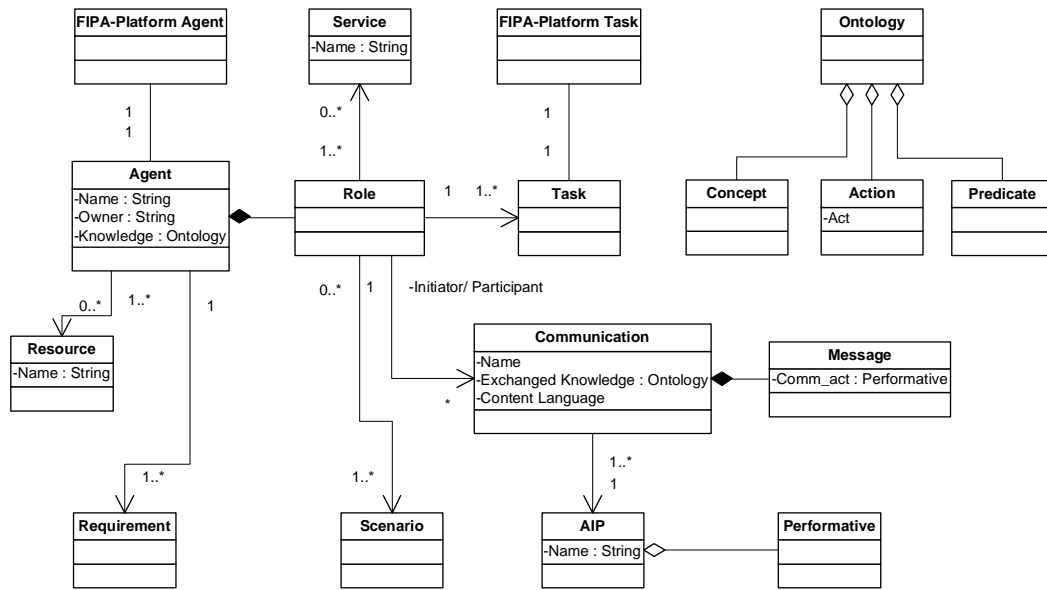 FIPA-Platform Agent
Service
-Name : String
FIPA-Platform Task
Ontology
1
1
0..*
1..*
1
1
Agent
-Name : String
-Owner : String
-Knowledge : Ontology
Role
1
1..*
Task
Concept
Action
-Act
Predicate
0..*
1..*
1
0..*
1
-Initiator/ Participant
Resource
-Name : String
Communication
-Name
-Exchanged Knowledge : Ontology
-Content Language
*
Message
-Comm_act : Performative
1..*
1..*
1..*
1
Requirement
Scenario
AIP
-Name : String
Performative